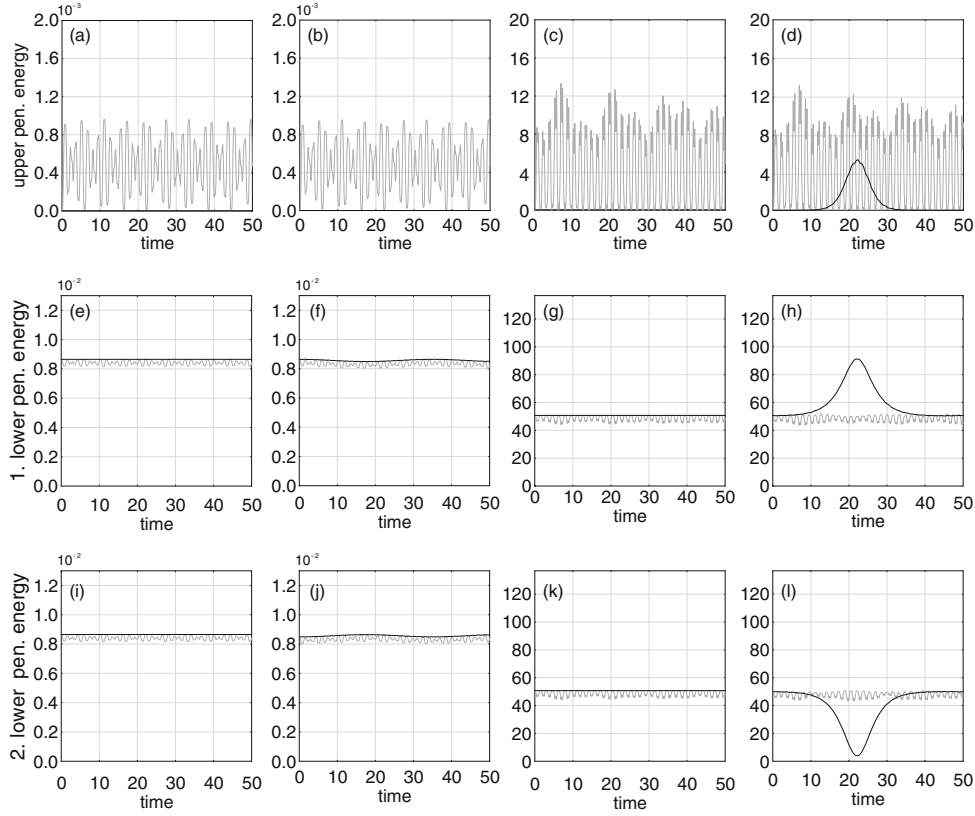 10⁻³ 10⁻³
2.0 2.0 20 20
(a) (b) (c) (d)
1.6 1.6 16 16
1.2 1.2 12 12
0.8 0.8 8 8
0.4 0.4 4 4
0.0 0.0 0 0
upper pen. energy
0 10 20 30 40 50 0 10 20 30 40 50 0 10 20 30 40 50 0 10 20 30 40 50
time time time time
10⁻² 10⁻²
(e) (f) (g) (h)
1.2 1.2 120 120
1.0 1.0 100 100
0.8 0.8 80 80
0.6 0.6 60 60
0.4 0.4 40 40
0.2 0.2 20 20
0.0 0.0 0 0
1. lower pen. energy
0 10 20 30 40 50 0 10 20 30 40 50 0 10 20 30 40 50 0 10 20 30 40 50
time time time time
10⁻² 10⁻²
(i) (j) (k) (l)
1.2 1.2 120 120
1.0 1.0 100 100
0.8 0.8 80 80
0.6 0.6 60 60
0.4 0.4 40 40
0.2 0.2 20 20
0.0 0.0 0 0
2. lower pen. energy
0 10 20 30 40 50 0 10 20 30 40 50 0 10 20 30 40 50 0 10 20 30 40 50
time time time time